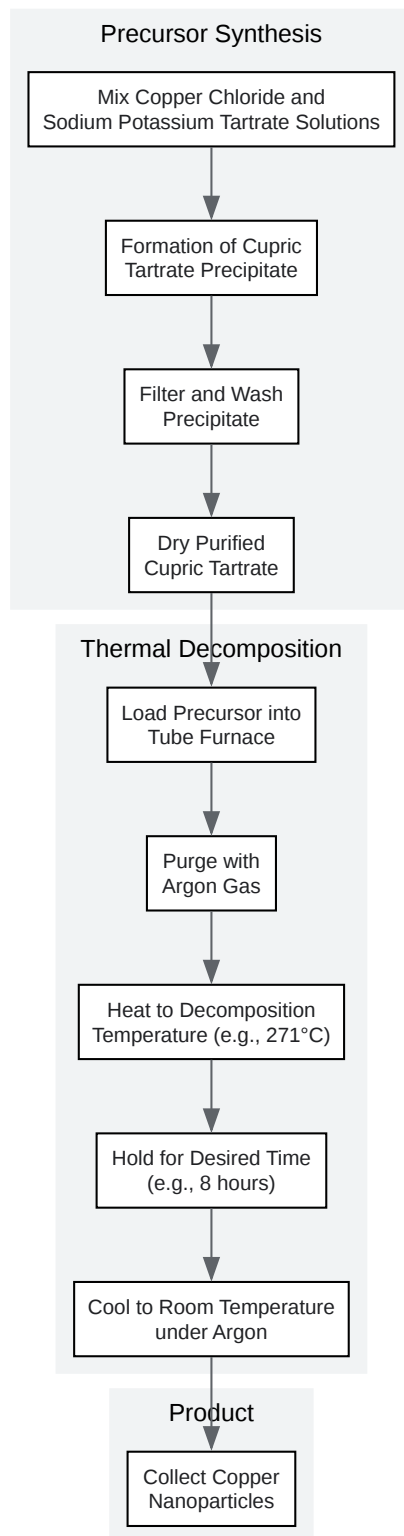 Precursor Synthesis
Mix Copper Chloride and
Sodium Potassium Tartrate Solutions
Formation of Cupric
Tartrate Precipitate
Filter and Wash
Precipitate
Dry Purified
Cupric Tartrate
Thermal Decomposition
Load Precursor into
Tube Furnace
Purge with
Argon Gas
Heat to Decomposition
Temperature (e.g., 271°C)
Hold for Desired Time
(e.g., 8 hours)
Cool to Room Temperature
under Argon
Product
Collect Copper
Nanoparticles